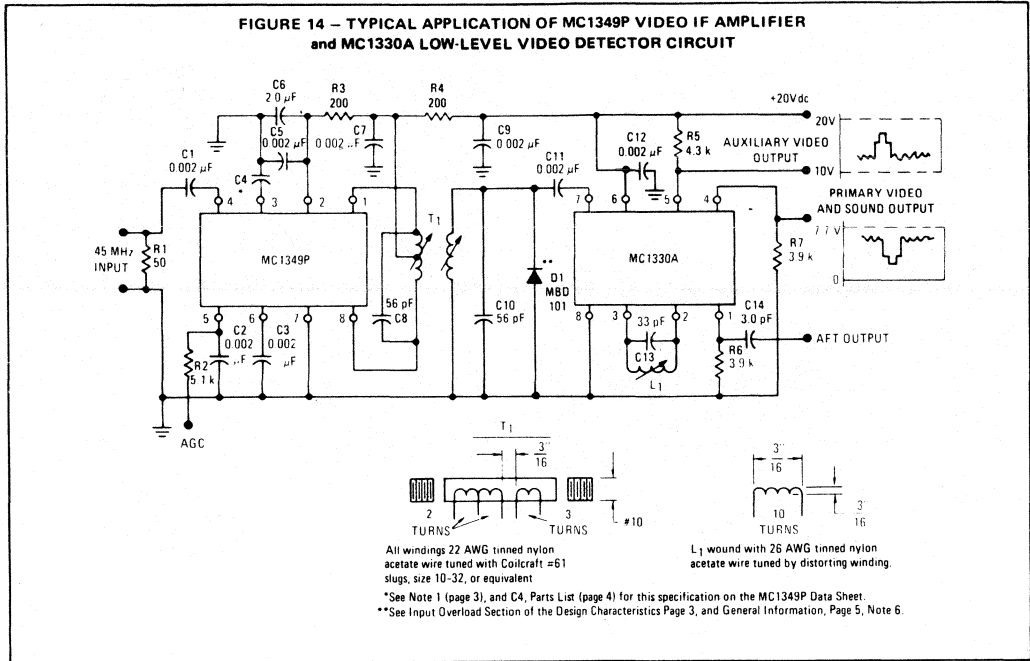 FIGURE 14 – TYPICAL APPLICATION OF MC1349P VIDEO IF AMPLIFIER
and MC1330A LOW-LEVEL VIDEO DETECTOR CIRCUIT
C6
2.0 µF
R3
200
R4
200
+20Vdc
20V
C5
0.002 µF
C7
0.002 µF
C9
0.002 µF
C12
0.002 µF
R5
4.3 k
AUXILIARY VIDEO
OUTPUT
10V
C1
0.002 µF
C4
*
C11
0.002 µF
PRIMARY VIDEO
AND SOUND OUTPUT
4
3
2
1
7
6
5
4
7.7 V
0
45 MHz
INPUT
R1
50
MC1349P
T1
**
D1
MBD
101
MC1330A
R7
3.9 k
56 pF
C8
C10
56 pF
5
6
7
8
8
3
2
1
C14
3.0 pF
R2
5.1 k
C2
0.002
µF
C3
0.002
µF
33 pF
C13
L1
R6
3.9 k
AFT OUTPUT
AGC
T1
3"
16
2
TURNS
3
TURNS
#10
3"
16
10
TURNS
3"
16
All windings 22 AWG tinned nylon
acetate wire tuned with Coilcraft #61
slugs, size 10-32, or equivalent
L1 wound with 26 AWG tinned nylon
acetate wire tuned by distorting winding.
*See Note 1 (page 3), and C4, Parts List (page 4) for this specification on the MC1349P Data Sheet.
**See Input Overload Section of the Design Characteristics Page 3, and General Information, Page 5, Note 6.